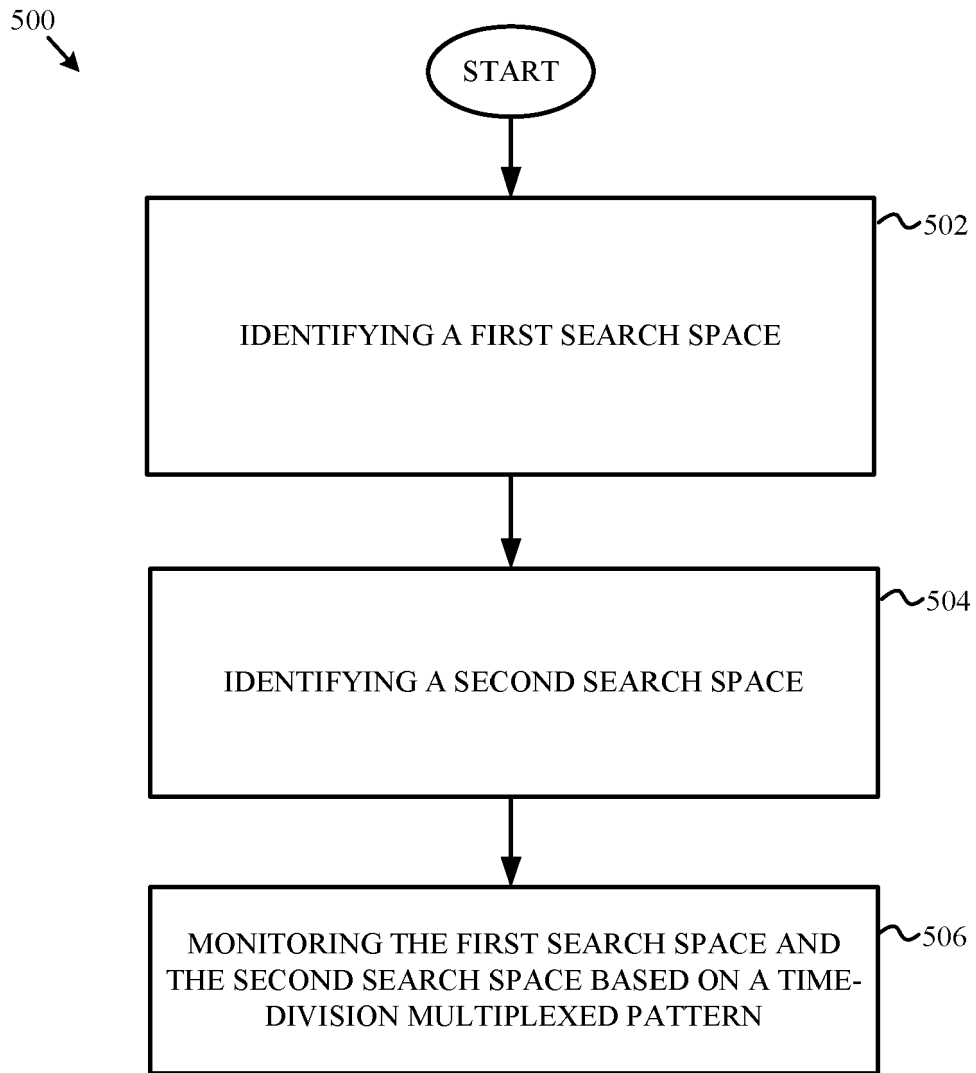 500
START
502
IDENTIFYING A FIRST SEARCH SPACE
504
IDENTIFYING A SECOND SEARCH SPACE
506
MONITORING THE FIRST SEARCH SPACE AND
THE SECOND SEARCH SPACE BASED ON A TIME-
DIVISION MULTIPLEXED PATTERN